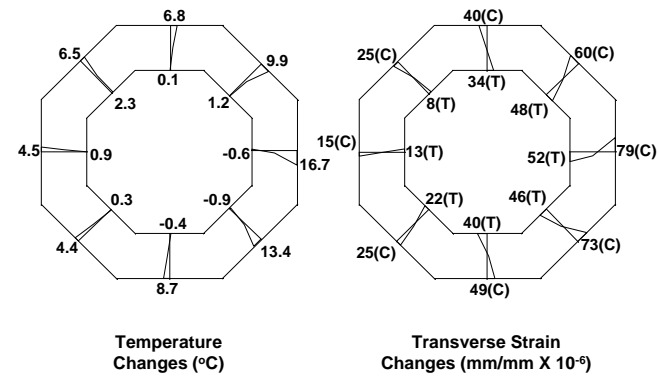 6.8
6.5
9.9
0.1
2.3
1.2
4.5
0.9
-0.6
16.7
0.3
-0.9
-0.4
4.4
13.4
8.7
Temperature
Changes (°C)
40(C)
25(C)
60(C)
34(T)
8(T)
48(T)
15(C)
13(T)
52(T)
79(C)
22(T)
46(T)
40(T)
25(C)
73(C)
49(C)
Transverse Strain
Changes (mm/mm X 10⁻⁶)